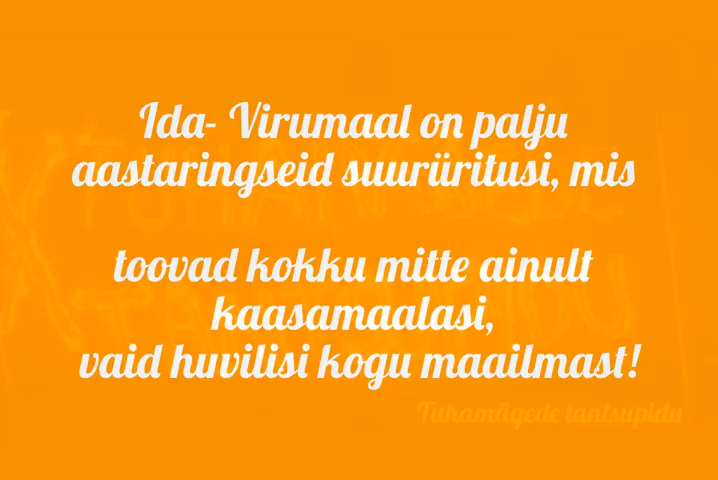 Ida- Virumaal on palju
aastaringseid suurüritusi, mis
toovad kokku mitte ainult
kaasamaalasi,
vaid huvilisi kogu maailmast!
Tuhamägede tantsupidu